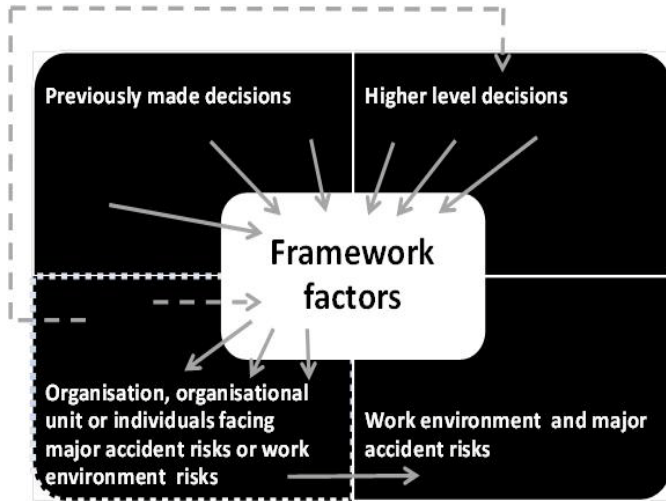 Previously made decisions
Higher level decisions
Framework
factors
Organisation, organisational
unit or individuals facing
major accident risks or work
environment risks
Work environment and major
accident risks